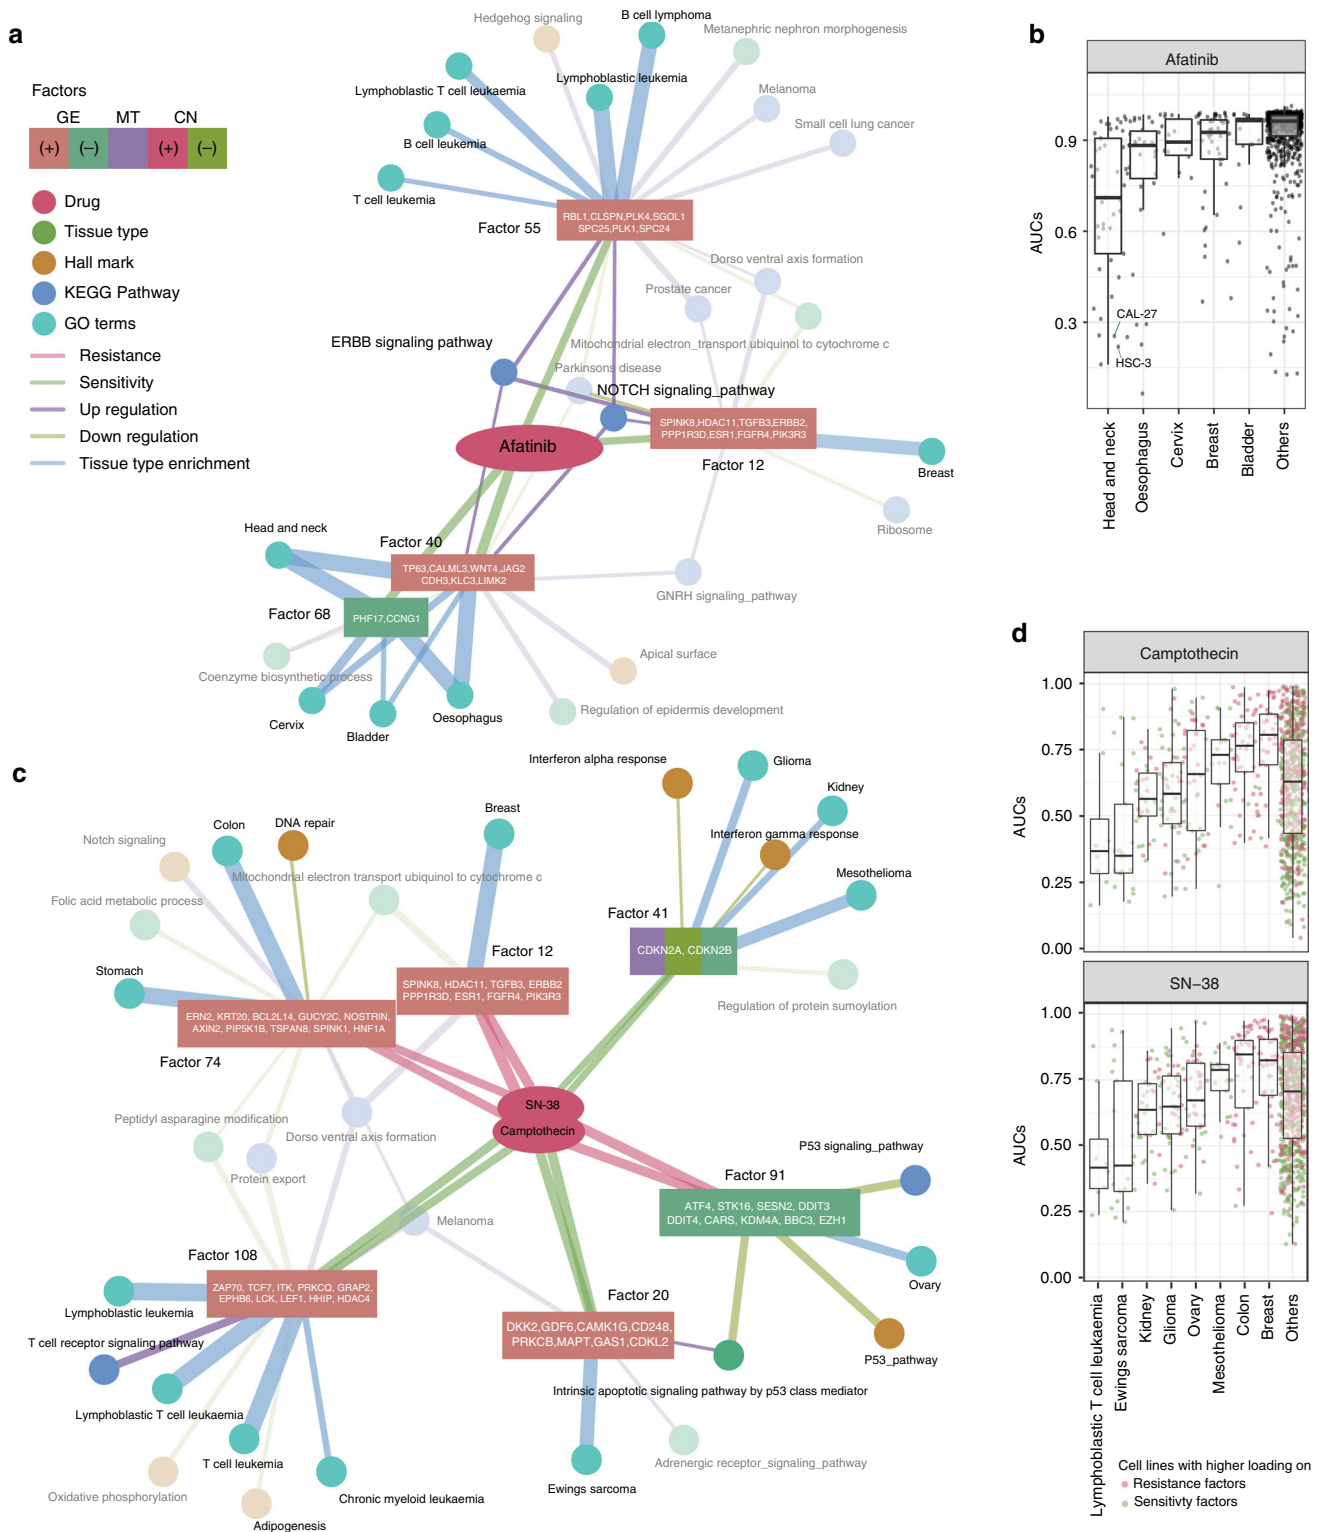 a
Factors
GE MT CN
(+) (−) (+) (−)
Drug
Tissue type
Hall mark
KEGG Pathway
GO terms
Resistance
Sensitivity
Up regulation
Down regulation
Tissue type enrichment
Hedgehog signaling
B cell lymphoma
Metanephric nephron morphogenesis
Lymphoblastic T cell leukaemia
Lymphoblastic leukemia
Melanoma
B cell leukemia
Small cell lung cancer
T cell leukemia
Factor 55
RBL1,CLSPN,PLK4,SGOL1
SPC25,PLK1,SPC24
Dorso ventral axis formation
Prostate cancer
ERBB signaling pathway
Mitochondrial electron_transport ubiquinol to cytochrome c
Parkinsons disease
NOTCH signaling_pathway
Afatinib
SPINK8,HDAC11,TGFB3,ERBB2,
PPP1R3D,ESR1,FGFR4,PIK3R3
Factor 12
Breast
Ribosome
Head and neck
Factor 40
TP63,CALML3,WNT4,JAG2
CDH3,KLC3,LIMK2
GNRH signaling_pathway
Factor 68
PHF17,CCNG1
Coenzyme biosynthetic process
Apical surface
Cervix
Bladder
Oesophagus
Regulation of epidermis development
b
Afatinib
AUCs
0.9
0.6
0.3
CAL-27
HSC-3
Head and neck
Oesophagus
Cervix
Breast
Bladder
Others
c
Interferon alpha response
Glioma
Kidney
Interferon gamma response
Mesothelioma
Notch signaling
Colon
DNA repair
Breast
Mitochondrial electron transport ubiquinol to cytochrome c
Folic acid metabolic process
Stomach
Factor 41
CDKN2A, CDKN2B
Regulation of protein sumoylation
Factor 12
SPINK8, HDAC11, TGFB3, ERBB2
PPP1R3D, ESR1, FGFR4, PIK3R3
ERN2, KRT20, BCL2L14, GUCY2C, NOSTRIN,
AXIN2, PIP5K1B, TSPAN8, SPINK1, HNF1A
Factor 74
SN-38
Camptothecin
Peptidyl asparagine modification
Dorso ventral axis formation
Protein export
Melanoma
P53 signaling_pathway
Factor 91
ATF4, STK16, SESN2, DDIT3
DDIT4, CARS, KDM4A, BBC3, EZH1
Ovary
P53_pathway
Factor 108
ZAP70, TCF7, ITK, PRKCQ, GRAP2,
EPHB6, LCK, LEF1, HHIP, HDAC4
Lymphoblastic leukemia
T cell receptor signaling pathway
Lymphoblastic T cell leukaemia
T cell leukemia
Oxidative phosphorylation
Adipogenesis
Chronic myeloid leukaemia
Factor 20
DKK2,GDF6,CAMK1G,CD248,
PRKCB,MAPT,GAS1,CDKL2
Intrinsic apoptotic signaling pathway by p53 class mediator
Adrenergic receptor_signaling_pathway
Ewings sarcoma
d
Camptothecin
AUCs
1.00
0.75
0.50
0.25
0.00
SN−38
AUCs
1.00
0.75
0.50
0.25
0.00
Lymphoblastic T cell leukaemia
Ewings sarcoma
Kidney
Glioma
Ovary
Mesothelioma
Colon
Breast
Others
Cell lines with higher loading on
Resistance factors
Sensitivty factors